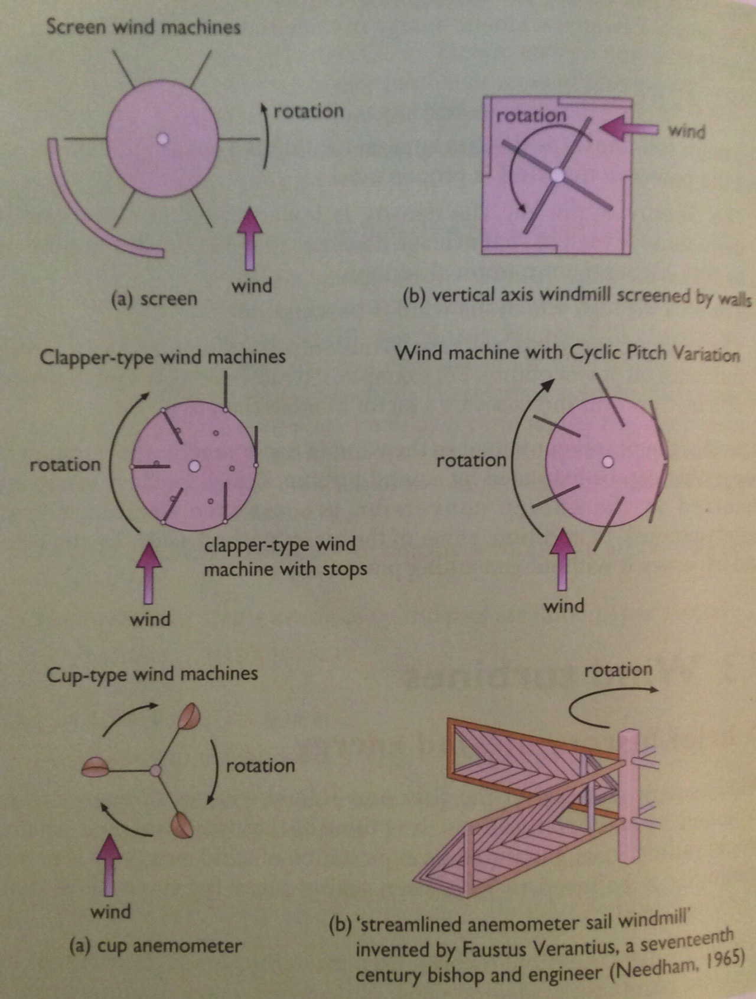 Screen wind machines
rotation
wind
(a) screen
rotation
wind
(b) vertical axis windmill screened by walls
Clapper-type wind machines
rotation
clapper-type wind
machine with stops
wind
Wind machine with Cyclic Pitch Variation
rotation
wind
Cup-type wind machines
rotation
wind
(a) cup anemometer
rotation
(b) ‘streamlined anemometer sail windmill’
invented by Faustus Verantius, a seventeenth
century bishop and engineer (Needham, 1965)